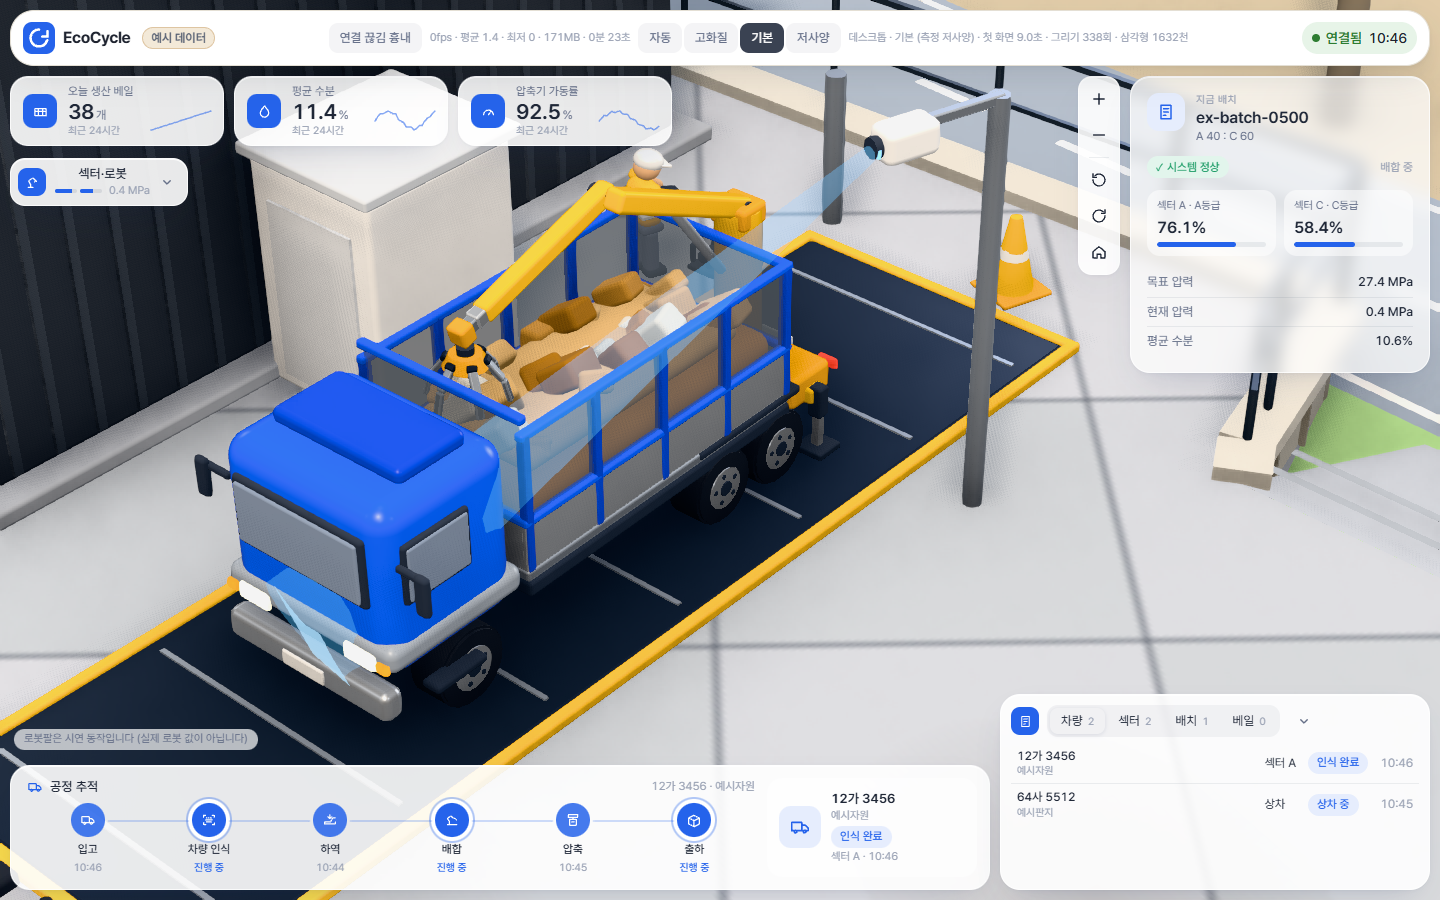 EcoCycle
예시 데이터
연결 끊김 흉내
0fps · 평균 1.4 · 최저 0 · 171MB · 0분 23초
자동
고화질
기본
저사양
데스크톱 · 기본 (측정 저사양) · 첫 화면 9.0초 · 그리기 338회 · 삼각형 1632천
연결됨 10:46
오늘 생산 베일
38개
최근 24시간
평균 수분
11.4%
최근 24시간
압축기 가동률
92.5%
최근 24시간
섹터·로봇
0.4 MPa
지금 배치
ex-batch-0500
A 40 : C 60
✓ 시스템 정상
배합 중
섹터 A · A등급
76.1%
섹터 C · C등급
58.4%
목표 압력 27.4 MPa
현재 압력 0.4 MPa
평균 수분 10.6%
로봇팔은 시연 동작입니다 (실제 로봇 값이 아닙니다)
공정 추적
12가 3456 · 예시자원
입고
10:46
차량 인식
진행 중
하역
10:44
배합
진행 중
압축
10:45
출하
진행 중
12가 3456
예시자원
인식 완료
섹터 A · 10:46
차량 2
섹터 2
배치 1
베일 0
12가 3456
예시자원
섹터 A
인식 완료
10:46
64사 5512
예시판지
상차
상차 중
10:45